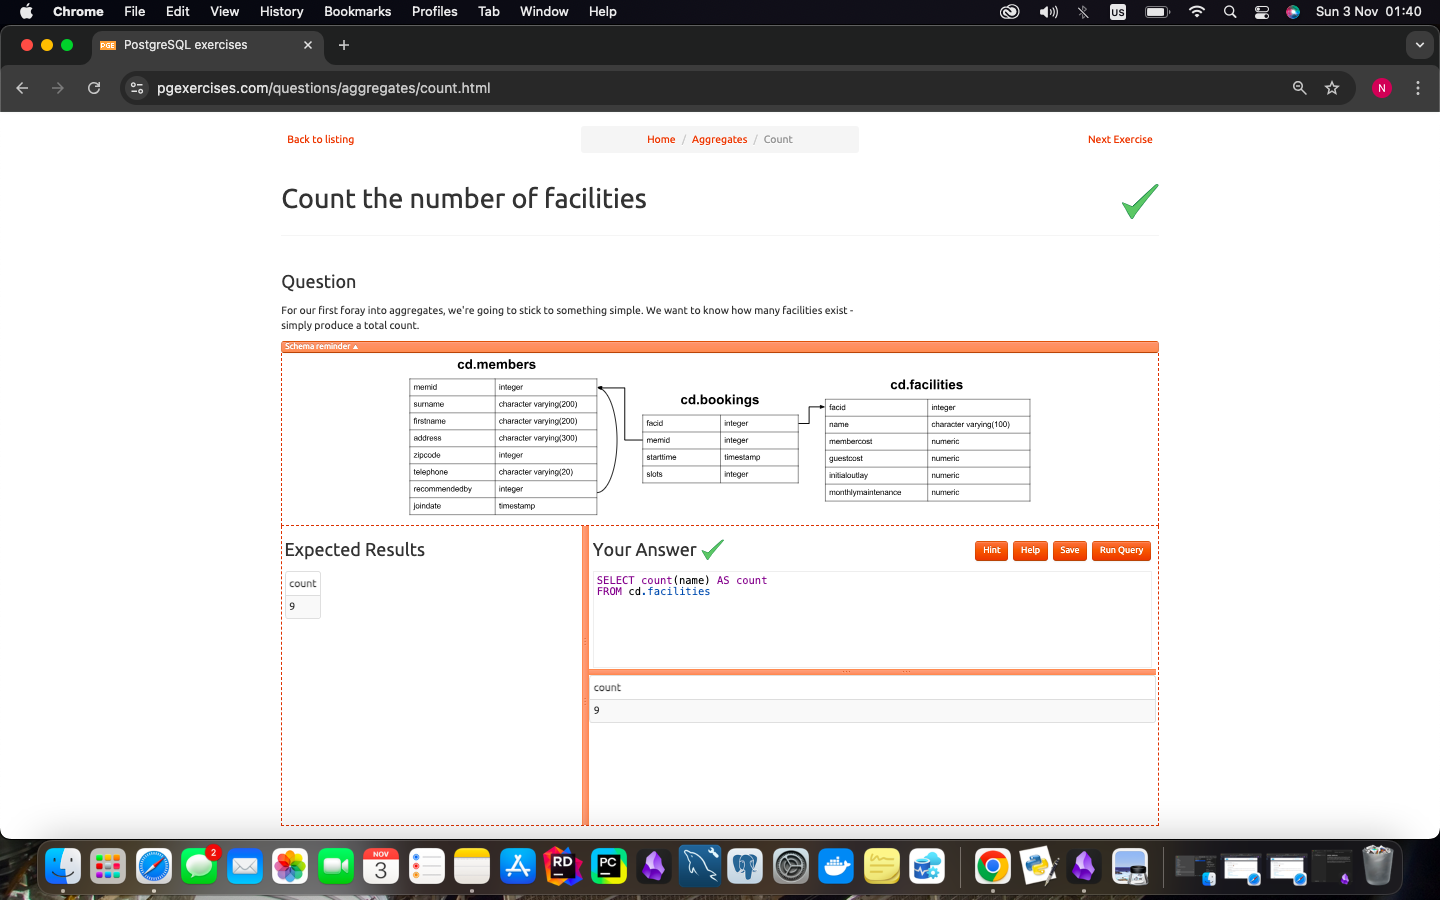 Chrome File Edit View History Bookmarks Profiles Tab Window Help US Sun 3 Nov 01:40
PGE PostgreSQL exercises
pgexercises.com/questions/aggregates/count.html N
Back to listing Home / Aggregates / Count Next Exercise
Count the number of facilities
Question
For our first foray into aggregates, we're going to stick to something simple. We want to know how many facilities exist -
simply produce a total count.
Schema reminder
cd.members
memid integer
surname character varying(200)
firstname character varying(200)
address character varying(300)
zipcode integer
telephone character varying(20)
recommendedby integer
joindate timestamp
cd.bookings
facid integer
memid integer
starttime timestamp
slots integer
cd.facilities
facid integer
name character varying(100)
membercost numeric
guestcost numeric
initialoutlay numeric
monthlymaintenance numeric
Expected Results
count
9
Your Answer
Hint Help Save Run Query
SELECT count(name) AS count
FROM cd.facilities
count
9
2
NOV
3
RD
PC